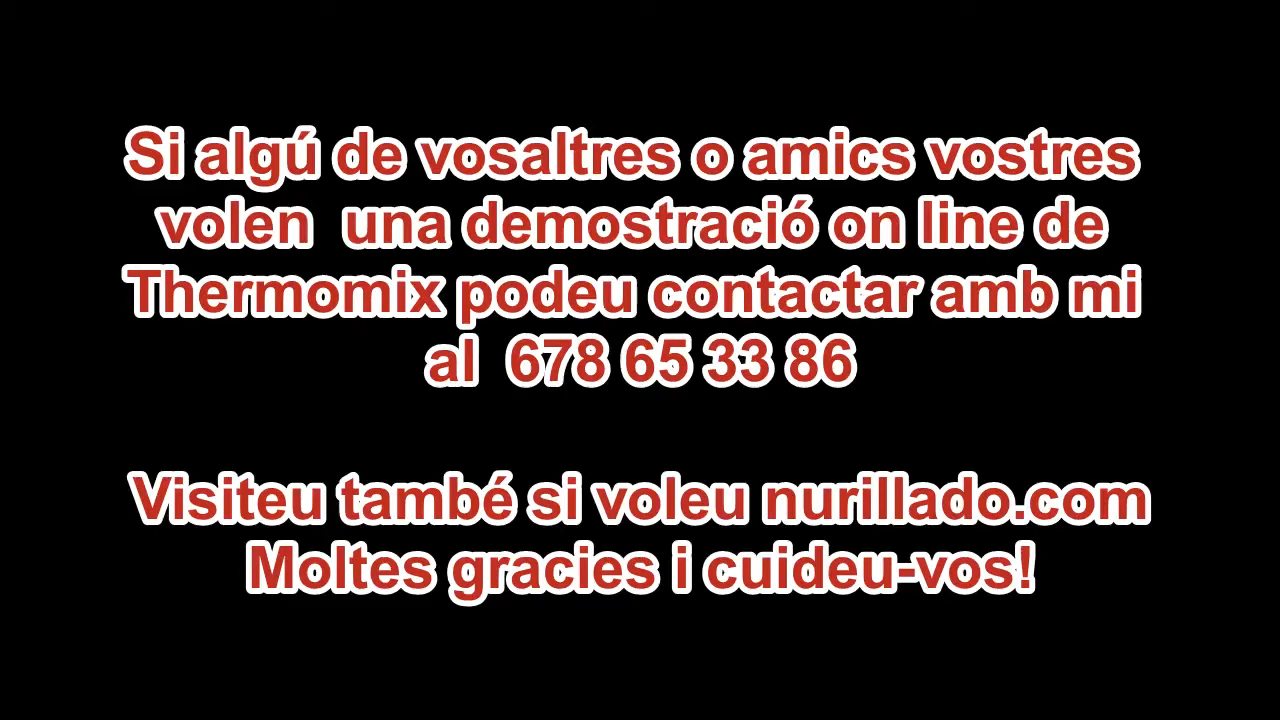 Si algú de vosaltres o amics vostres
volen  una demostració on line de
Thermomix podeu contactar amb mi
al  678 65 33 86
Visiteu també si voleu nurillado.com
Moltes gracies i cuideu-vos!